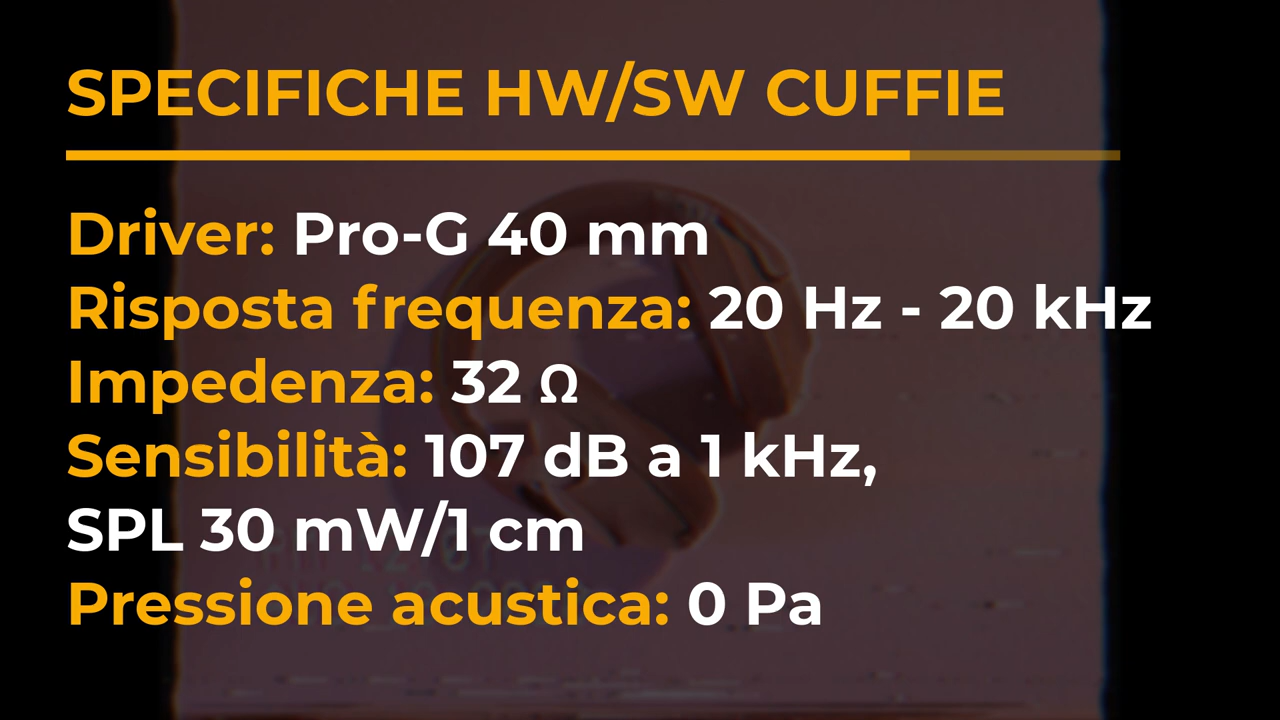 SPECIFICHE HW/SW CUFFIE
Driver: Pro-G 40 mm
Risposta frequenza: 20 Hz - 20 kHz
Impedenza: 32 Ω
Sensibilità: 107 dB a 1 kHz,
SPL 30 mW/1 cm
Pressione acustica: 0 Pa